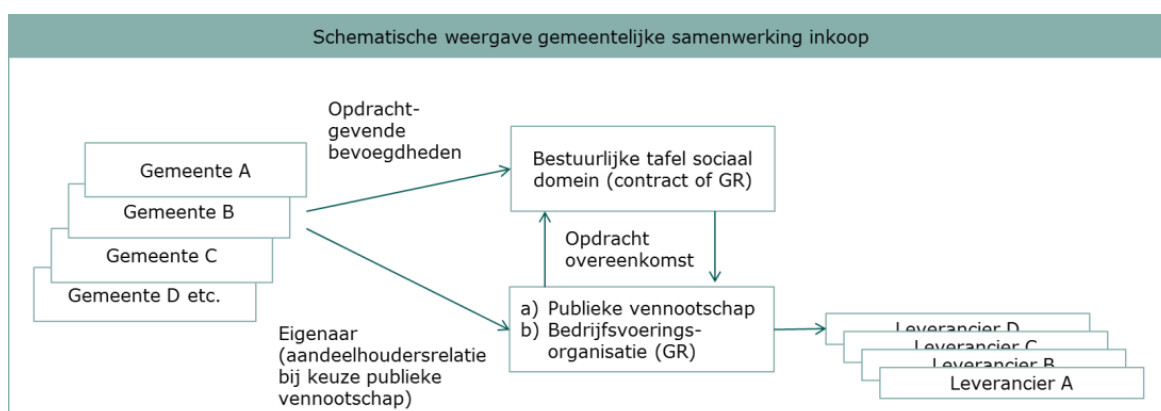 Schematische weergave gemeentelijke samenwerking inkoop
Opdracht-
gevende
bevoegdheden
Gemeente A
Gemeente B
Gemeente C
Gemeente D etc.
Bestuurlijke tafel sociaal
domein (contract of GR)
Opdracht
overeenkomst
Eigenaar
(aandeelhoudersrelatie
bij keuze publieke
vennootschap)
a) Publieke vennootschap
b) Bedrijfsvoerings-
organisatie (GR)
Leverancier D
Leverancier C
Leverancier B
Leverancier A